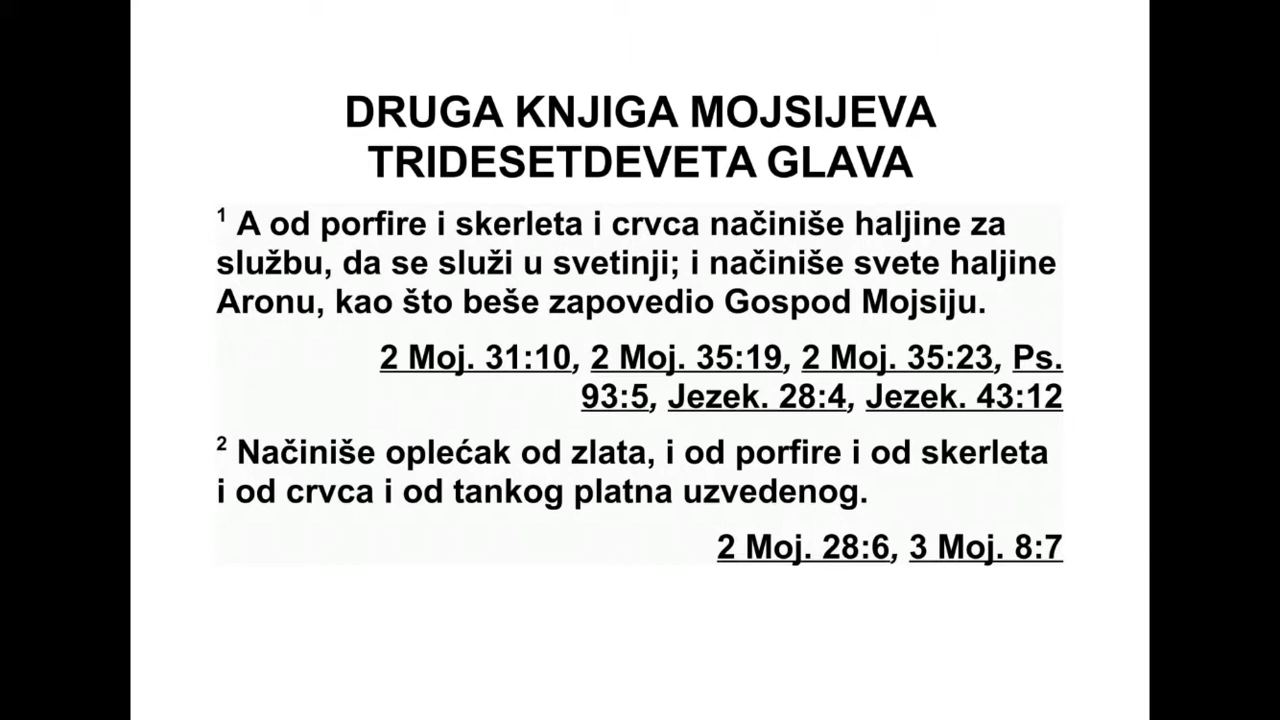 DRUGA KNJIGA MOJSIJEVA
TRIDESETDEVETA GLAVA
1 A od porfire i skerleta i crvca načiniše haljine za
službu, da se služi u svetinji; i načiniše svete haljine
Aronu, kao što beše zapovedio Gospod Mojsiju.
2 Moj. 31:10, 2 Moj. 35:19, 2 Moj. 35:23, Ps.
93:5, Jezek. 28:4, Jezek. 43:12
2 Načiniše oplećak od zlata, i od porfire i od skerleta
i od crvca i od tankog platna uzvedenog.
2 Moj. 28:6, 3 Moj. 8:7